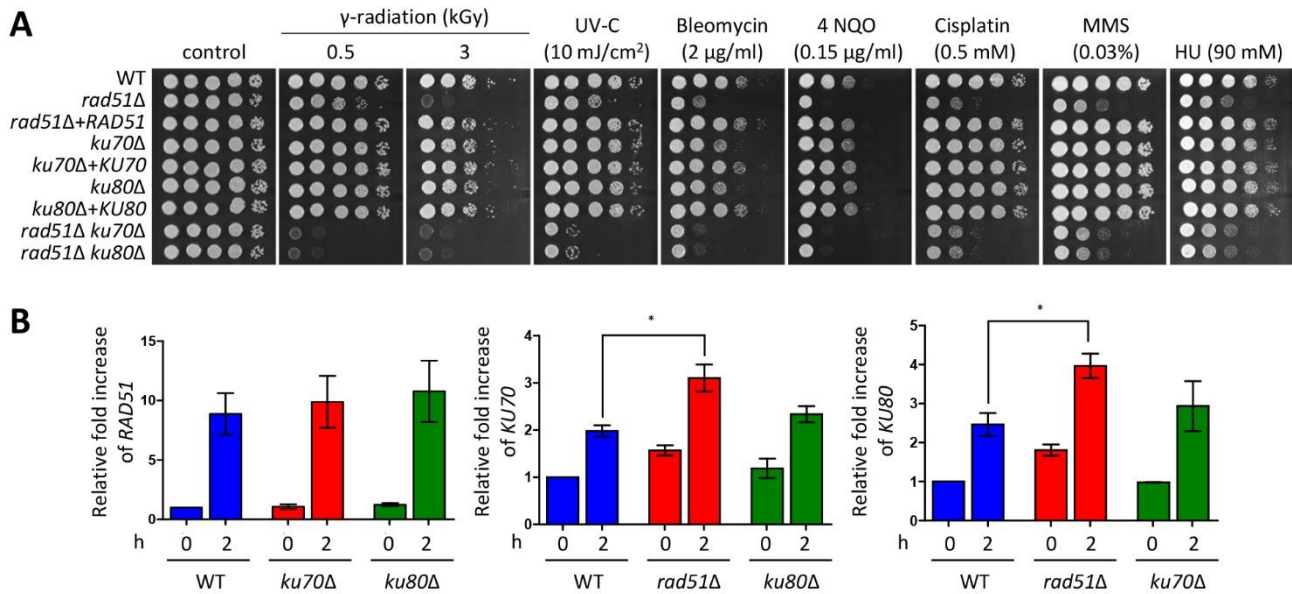 A
γ-radiation (kGy)
UV-C Bleomycin 4 NQO Cisplatin MMS
control 0.5 3 (10 mJ/cm²) (2 μg/ml) (0.15 μg/ml) (0.5 mM) (0.03%) HU (90 mM)
WT
rad51Δ
rad51Δ+RAD51
ku70Δ
ku70Δ+KU70
ku80Δ
ku80Δ+KU80
rad51Δ ku70Δ
rad51Δ ku80Δ
B
Relative fold increase
of RAD51
15
10
5
0
h 0 2 0 2 0 2
WT ku70Δ ku80Δ
Relative fold increase
of KU70
4
3
2
1
0
*
h 0 2 0 2 0 2
WT rad51Δ ku80Δ
Relative fold increase
of KU80
5
4
3
2
1
0
*
h 0 2 0 2 0 2
WT rad51Δ ku70Δ